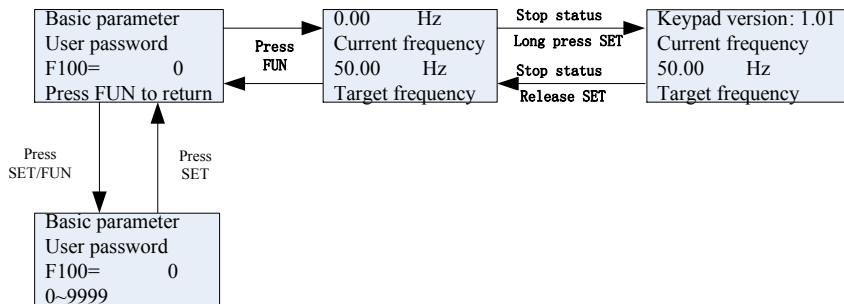 Basic parameter
User password
F100= 0
Press FUN to return
Press
FUN
0.00 Hz
Current frequency
50.00 Hz
Target frequency
Stop status
Long press SET
Stop status
Release SET
Keypad version: 1.01
Current frequency
50.00 Hz
Target frequency
Press
SET/FUN
Press
SET
Basic parameter
User password
F100= 0
0~9999